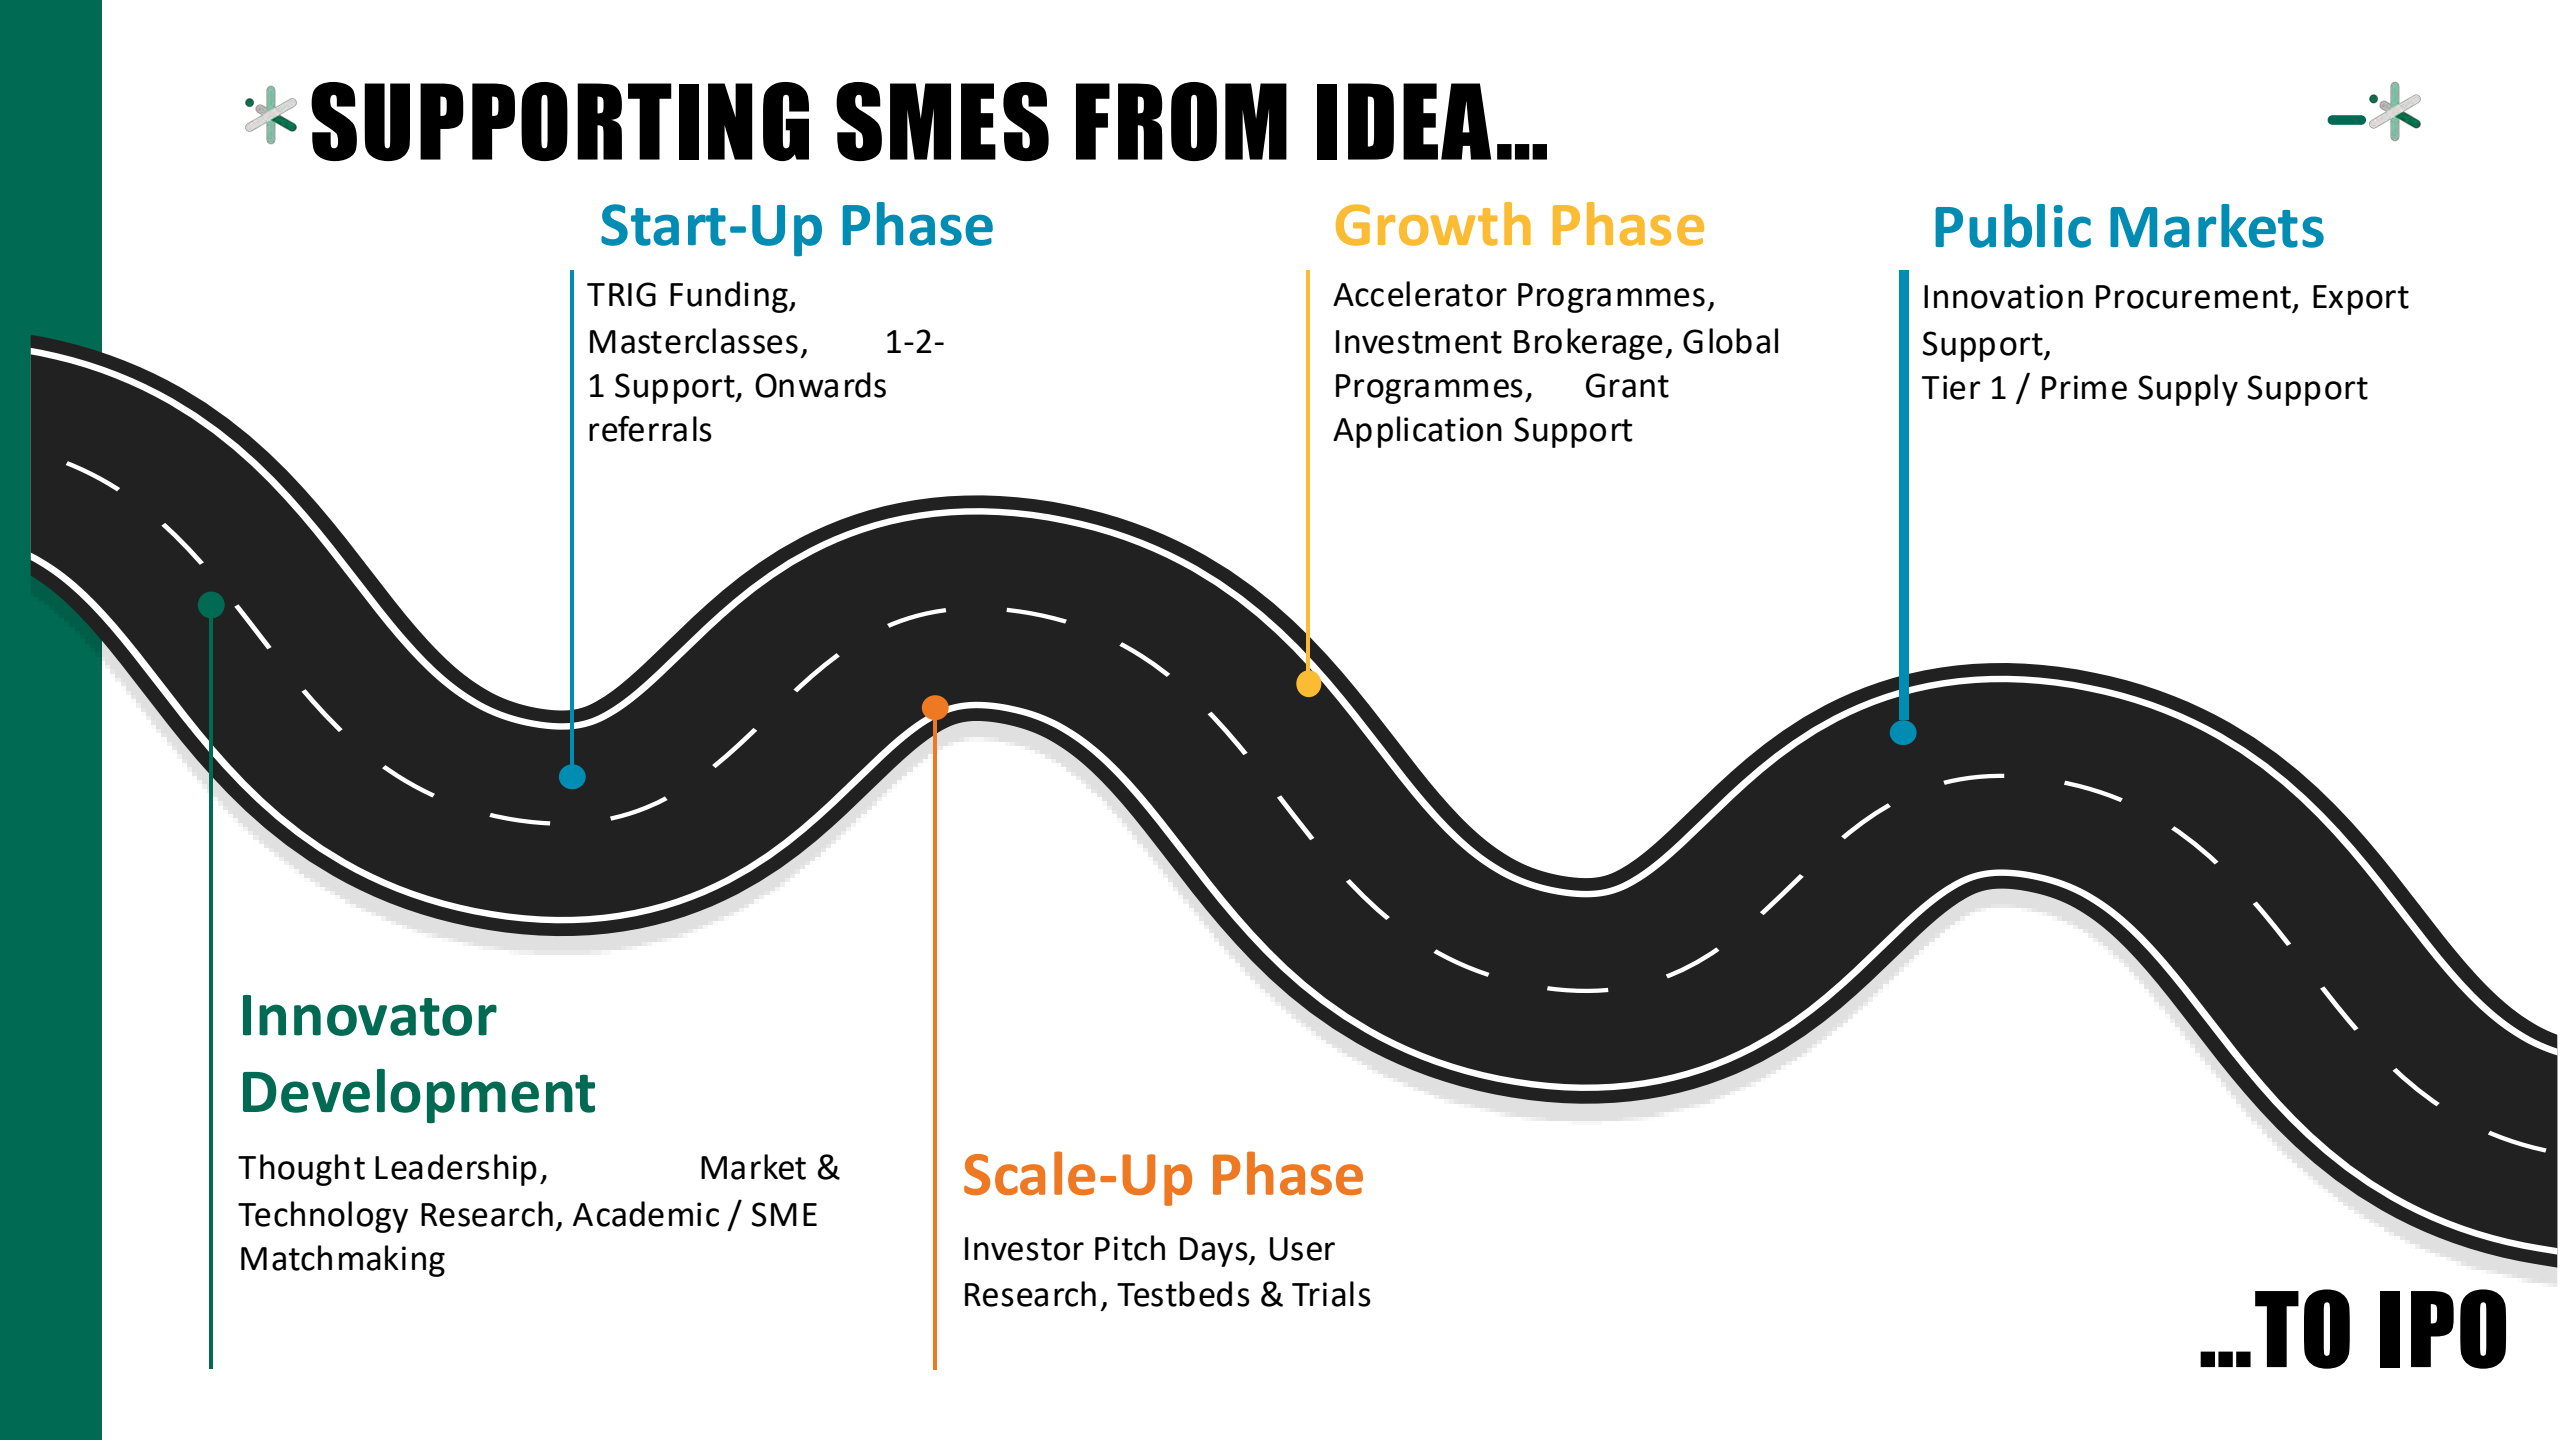 SUPPORTING SMES FROM IDEA...
Start-Up Phase
TRIG Funding,
Masterclasses, 1-2-
1 Support, Onwards
referrals
Growth Phase
Accelerator Programmes,
Investment Brokerage, Global
Programmes, Grant
Application Support
Public Markets
Innovation Procurement, Export
Support,
Tier 1 / Prime Supply Support
Innovator
Development
Thought Leadership, Market &
Technology Research, Academic / SME
Matchmaking
Scale-Up Phase
Investor Pitch Days, User
Research, Testbeds & Trials
...TO IPO